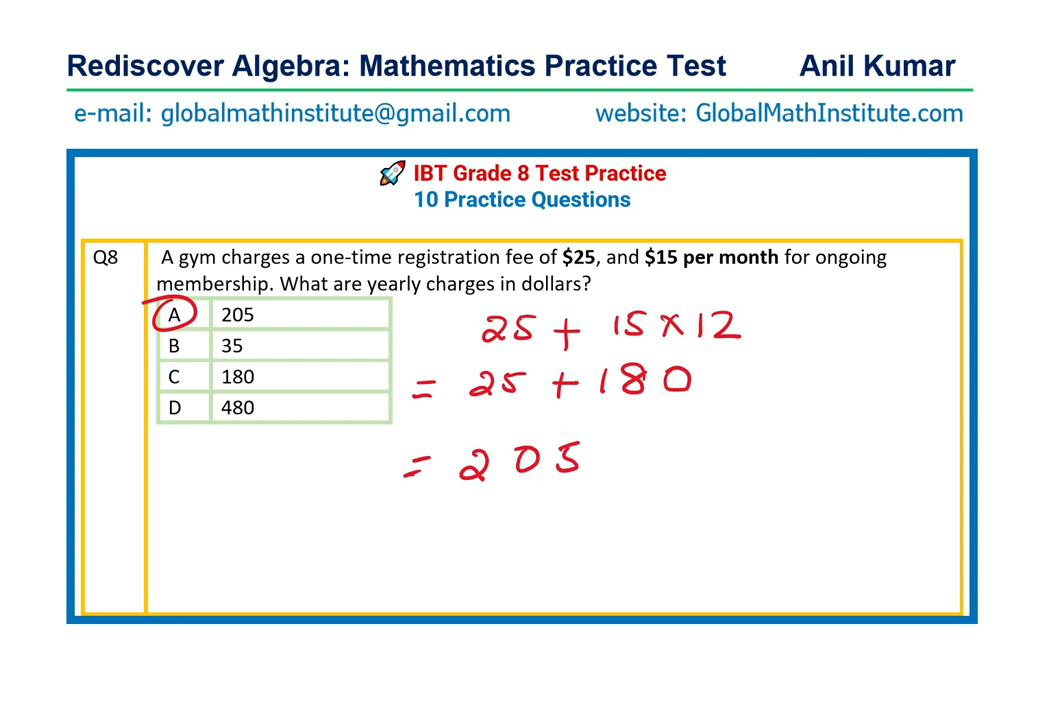 Rediscover Algebra: Mathematics Practice Test Anil Kumar
e-mail: globalmathinstitute@gmail.com website: GlobalMathInstitute.com
IBT Grade 8 Test Practice
10 Practice Questions
Q8 A gym charges a one-time registration fee of $25, and $15 per month for ongoing
membership. What are yearly charges in dollars?
A 205
B 35
C 180
D 480
25 + 15 × 12
= 25 + 180
= 205